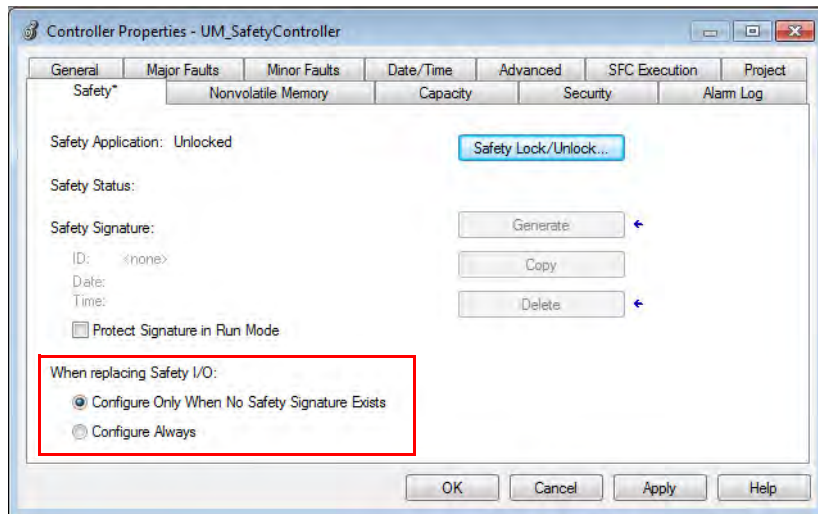 Controller Properties - UM_SafetyController
General Major Faults Minor Faults Date/Time Advanced SFC Execution Project
Safety* Nonvolatile Memory Capacity Security Alarm Log
Safety Application: Unlocked Safety Lock/Unlock...
Safety Status:
Safety Signature: Generate
ID: <none> Copy
Date:
Time: Delete
Protect Signature in Run Mode
When replacing Safety I/O:
Configure Only When No Safety Signature Exists
Configure Always
OK Cancel Apply Help